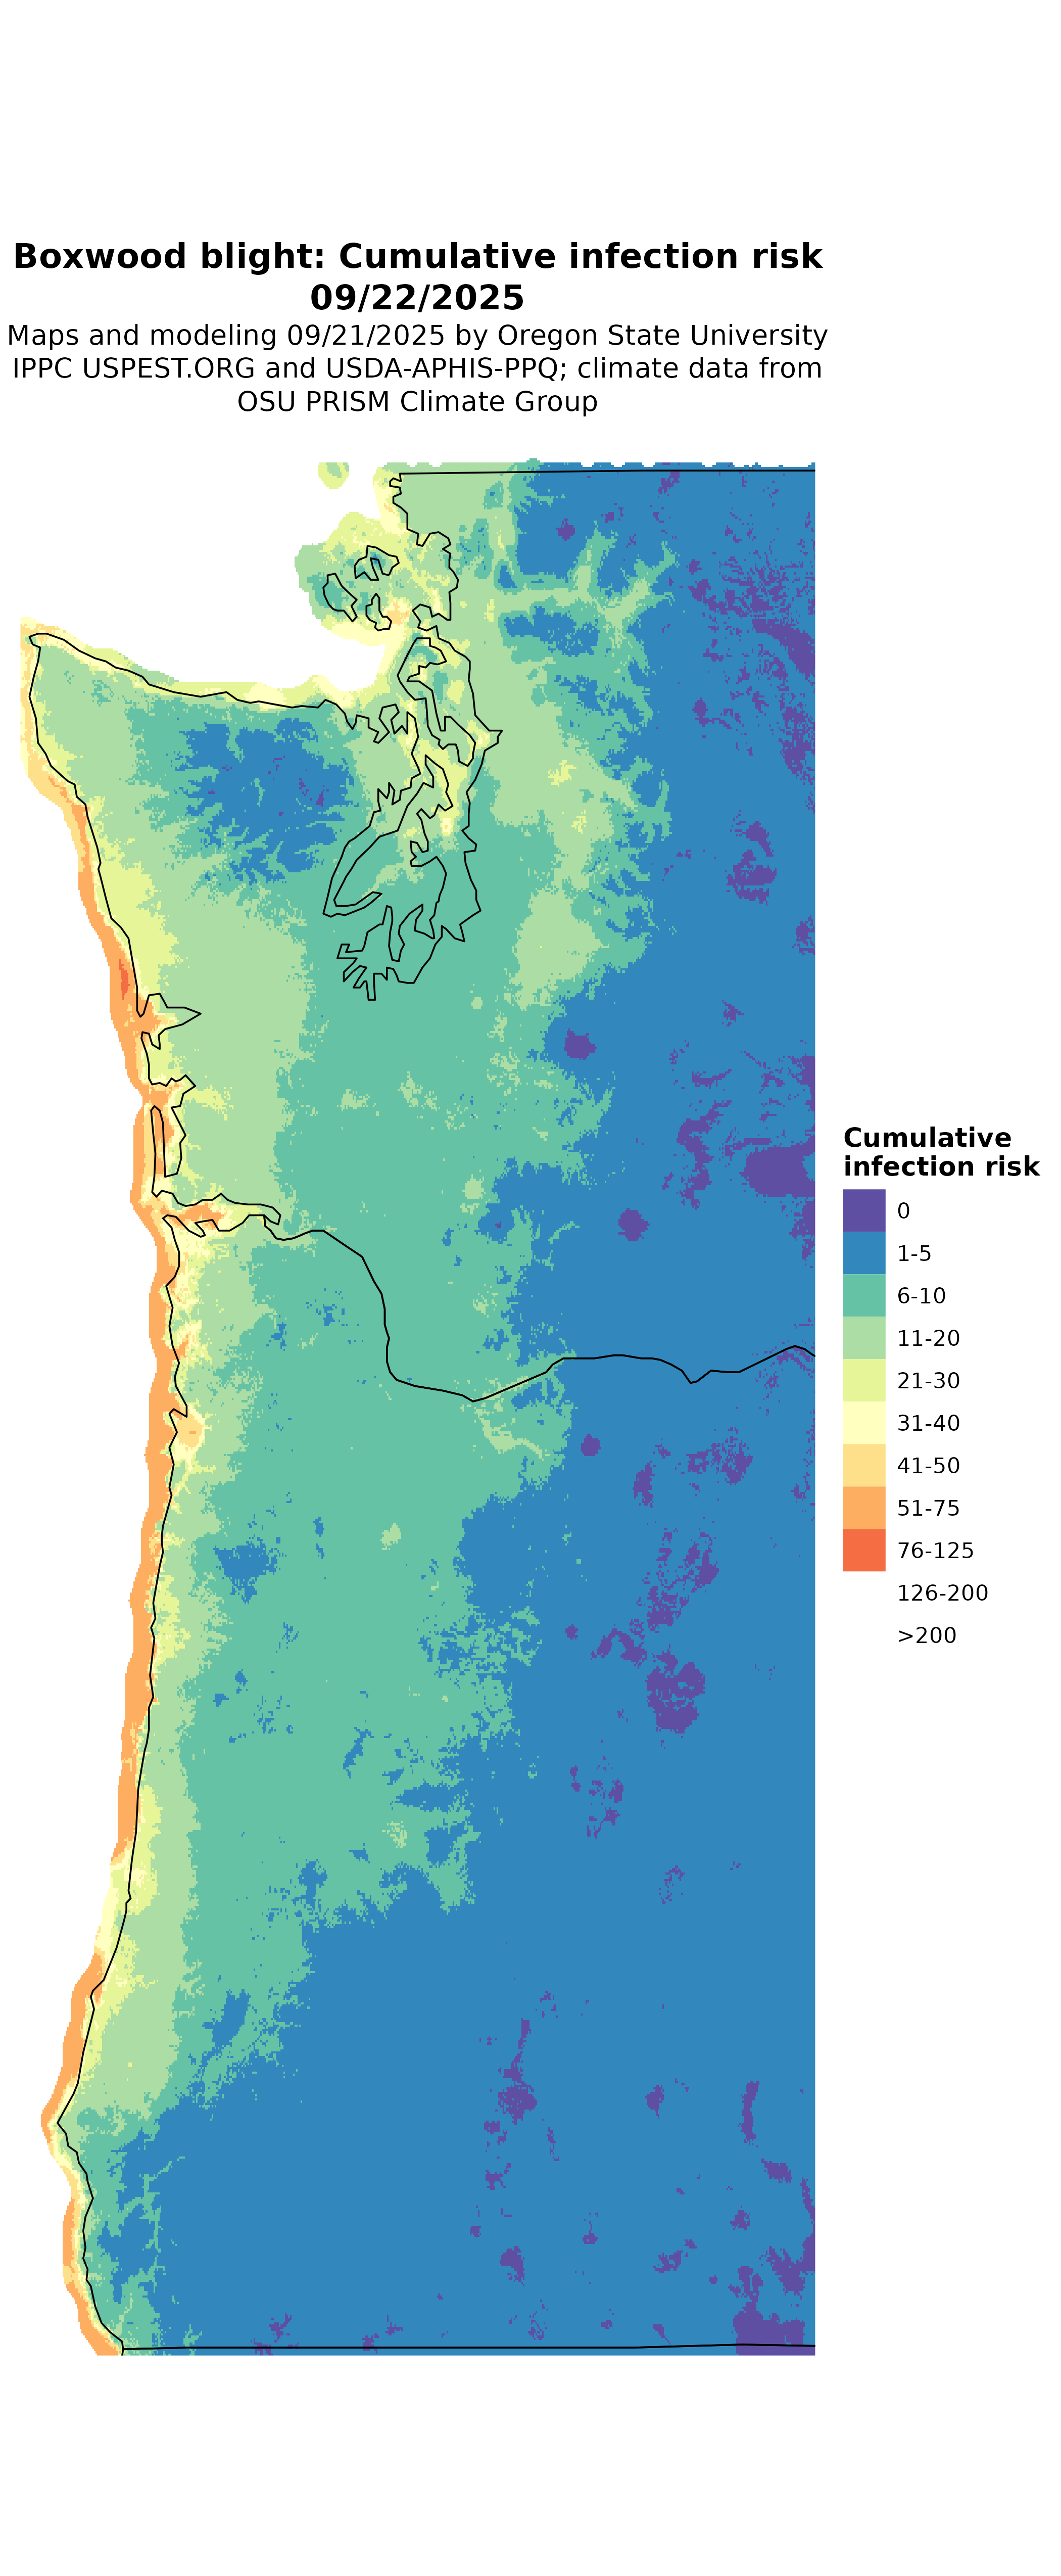 Boxwood blight: Cumulative infection risk
09/22/2025
Maps and modeling 09/21/2025 by Oregon State University
IPPC USPEST.ORG and USDA-APHIS-PPQ; climate data from
OSU PRISM Climate Group
Cumulative
infection risk
0
1-5
6-10
11-20
21-30
31-40
41-50
51-75
76-125
126-200
>200